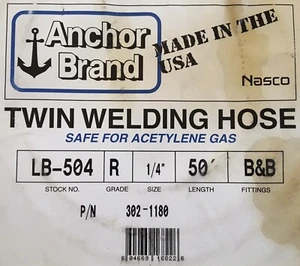 Anchor
Brand
MADE IN THE
USA
Nasco
TWIN WELDING HOSE
SAFE FOR ACETYLENE GAS
LB-504 R 1/4" 50' B&B
STOCK NO. GRADE SIZE LENGTH FITTINGS
P/N 302-1180